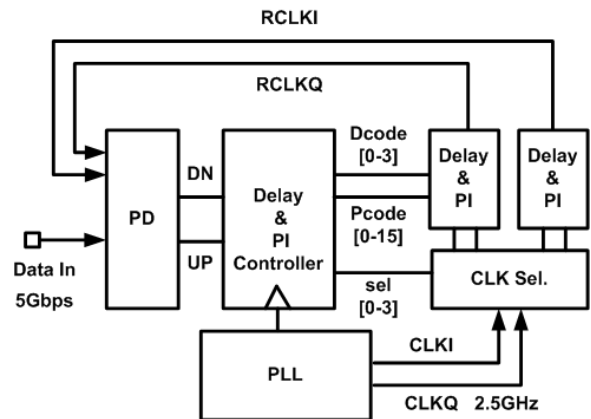 RCLKI
RCLKQ
Dcode
[0-3]
Delay
&
PI
Delay
&
PI
DN
PD
Delay
&
PI
Controller
Pcode
[0-15]
UP
Data In
5Gbps
sel
[0-3]
CLK Sel.
PLL
CLKI
CLKQ 2.5GHz